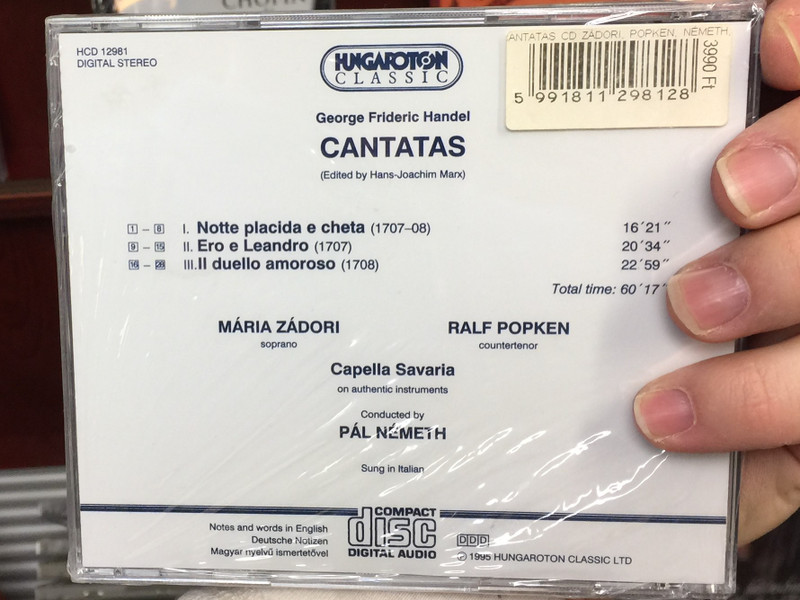 CHOPIN
HCD 12981
DIGITAL STEREO
HUNGAROTON
CLASSIC
ANTATAS CD ZÁDORI, POPKEN, NÉMETH
3990 Ft
5 991811 298128
George Frideric Handel
CANTATAS
(Edited by Hans-Joachim Marx)
1 – 8 I. Notte placida e cheta (1707–08) 16´21˝
9 – 15 II. Ero e Leandro (1707) 20´34˝
16 – 28 III. Il duello amoroso (1708) 22´59˝
Total time: 60´17˝
MÁRIA ZÁDORI RALF POPKEN
soprano countertenor
Capella Savaria
on authentic instruments
Conducted by
PÁL NÉMETH
Sung in Italian
Notes and words in English
Deutsche Notizen
Magyar nyelvű ismertetővel
COMPACT
disc
DIGITAL AUDIO
DDD
℗ 1995 HUNGAROTON CLASSIC LTD